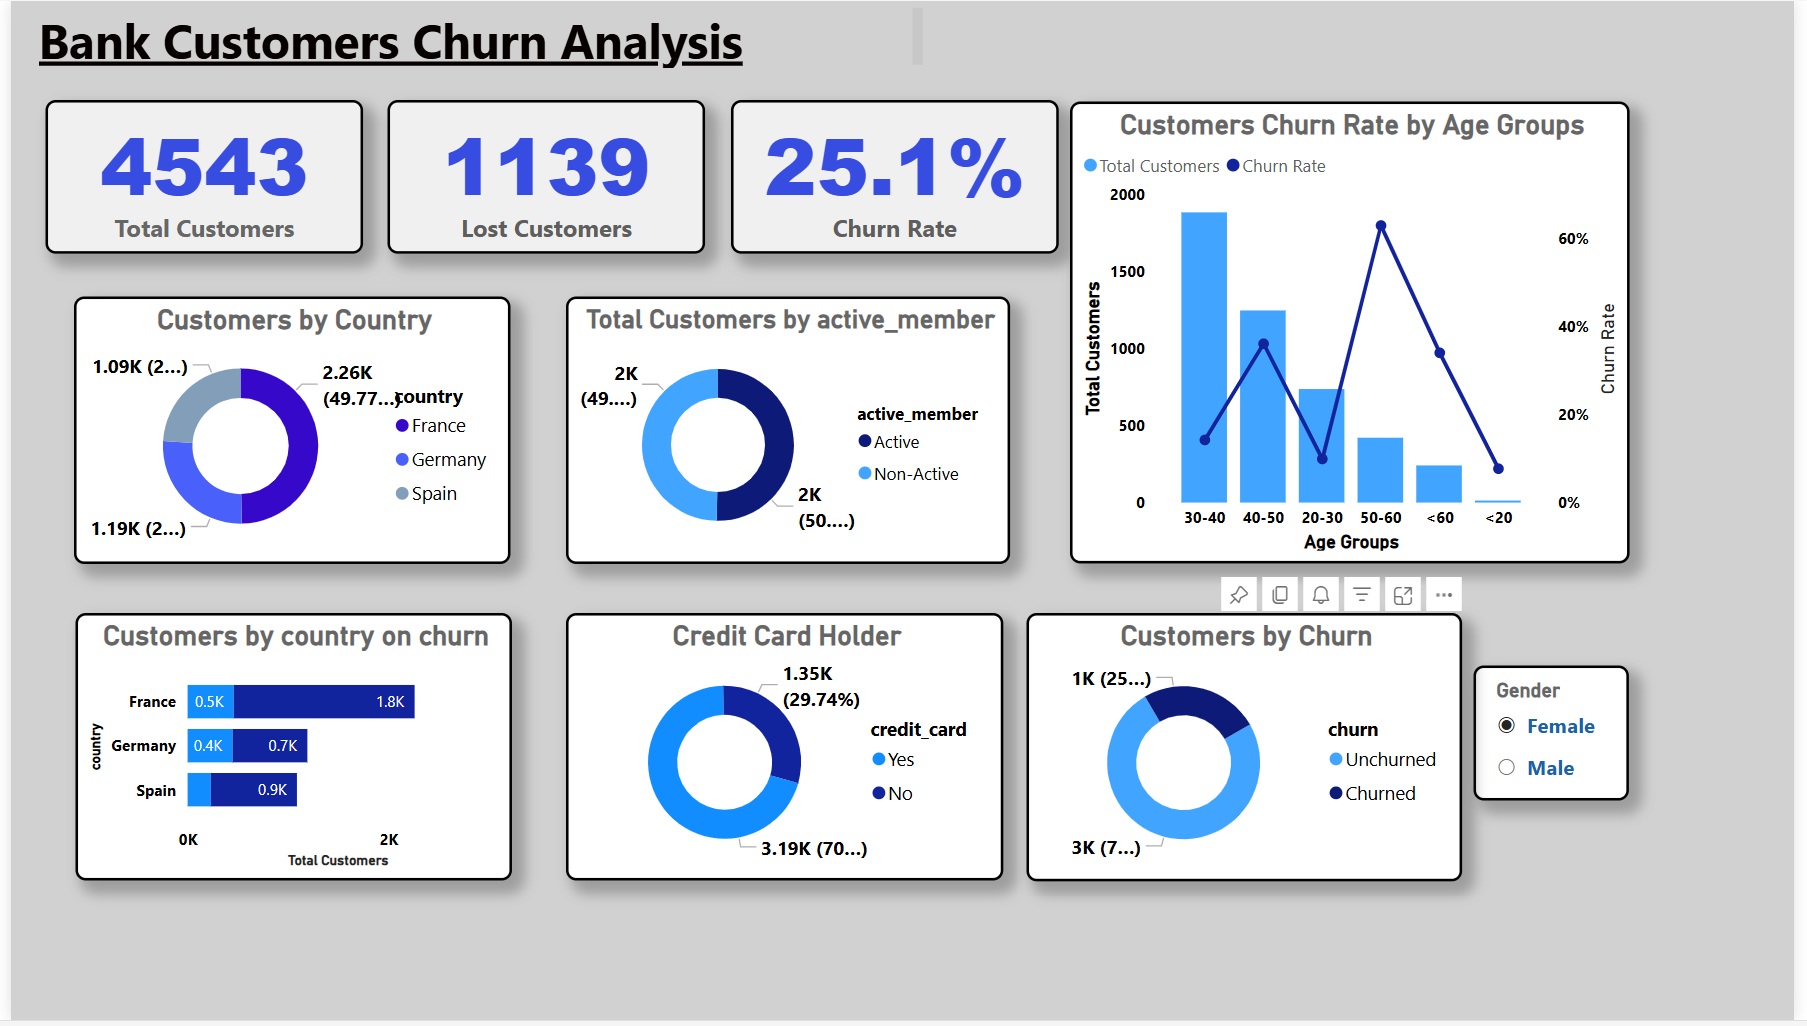 Bank Customers Churn Analysis
4543
Total Customers
1139
Lost Customers
25.1%
Churn Rate
Customers Churn Rate by Age Groups
Total Customers
Churn Rate
2000
1500
1000
500
0
Total Customers
60%
40%
20%
0%
Churn Rate
30-40
40-50
20-30
50-60
<60
<20
Age Groups
Customers by Country
1.09K (2...)
2.26K
(49.77...)
1.19K (2...)
country
France
Germany
Spain
Total Customers by active_member
2K
(49....)
2K
(50....)
active_member
Active
Non-Active
Customers by country on churn
country
France
0.5K
1.8K
Germany
0.4K
0.7K
Spain
0.9K
0K
2K
Total Customers
Credit Card Holder
1.35K
(29.74%)
3.19K (70...)
credit_card
Yes
No
Customers by Churn
1K (25...)
3K (7...)
churn
Unchurned
Churned
Gender
Female
Male